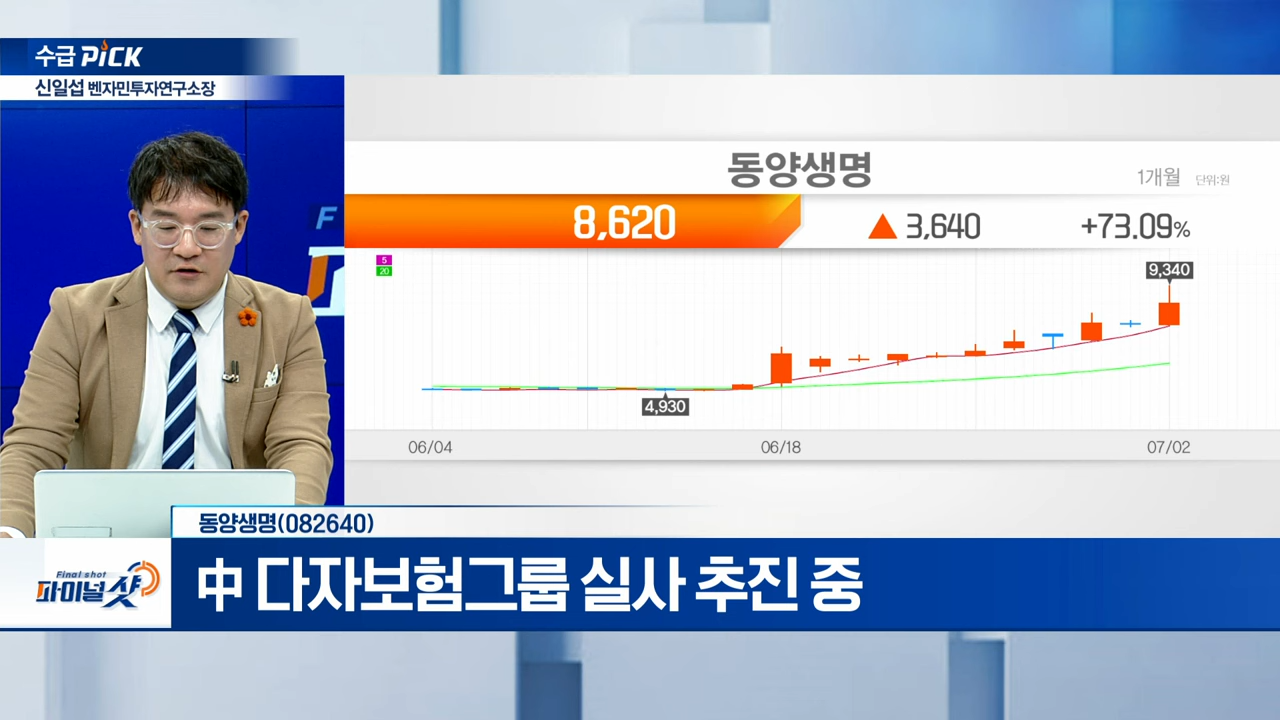 수급 PiCK
신일섭 벤자민투자연구소장
F
동양생명
1개월 단위:원
8,620
▲ 3,640
+73.09%
5
20
9,340
4,930
06/04 06/18 07/02
동양생명(082640)
Final shot
파이널샷
中 다자보험그룹 실사 추진 중